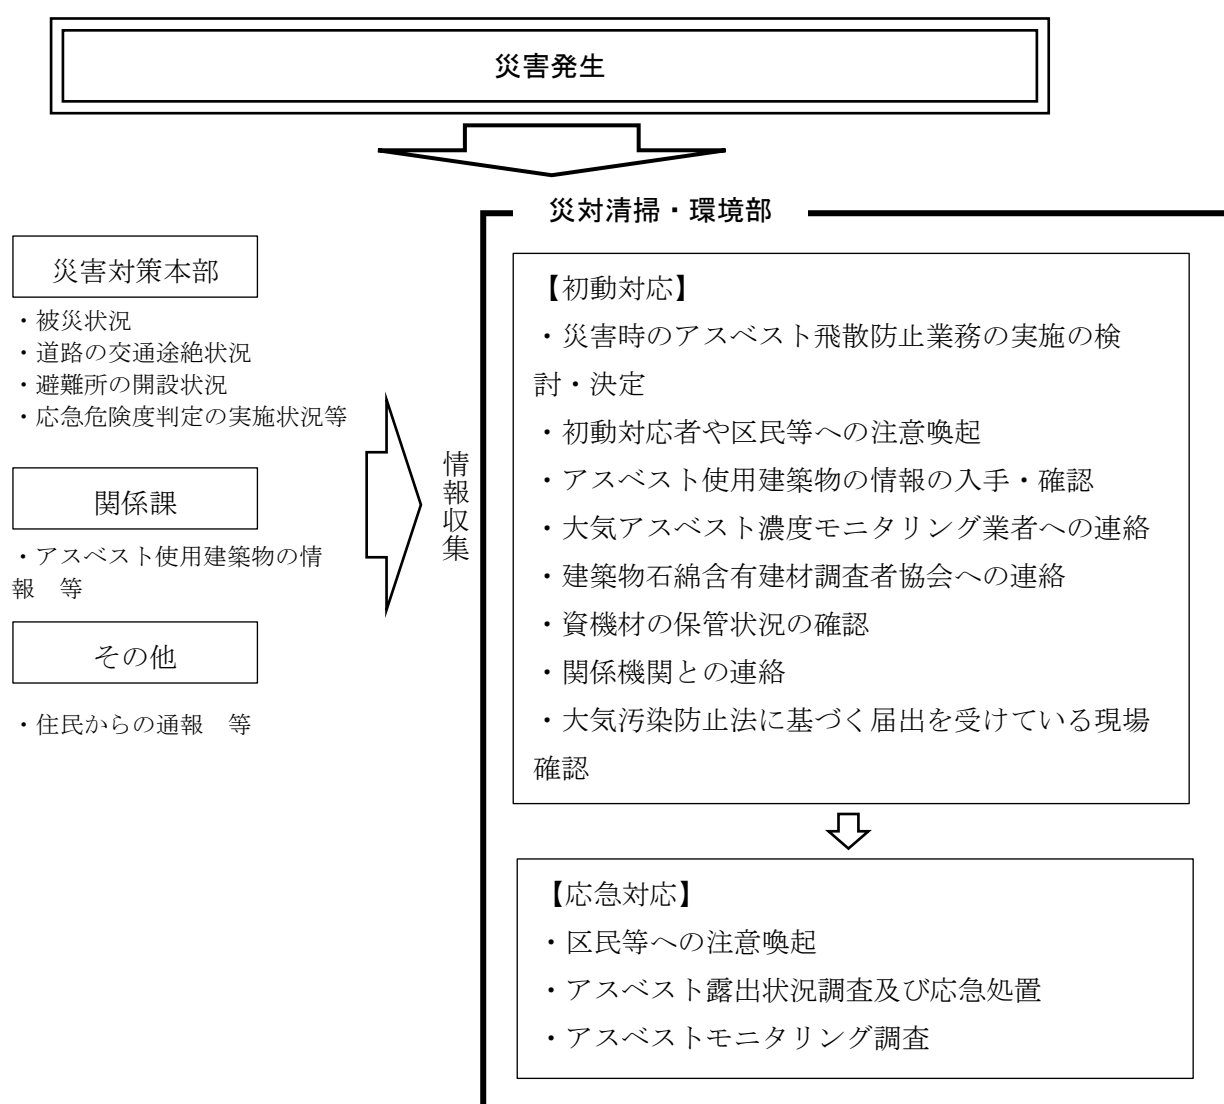 災害発生
災対清掃・環境部
災害対策本部
・被災状況
・道路の交通途絶状況
・避難所の開設状況
・応急危険度判定の実施状況等
関係課
・アスベスト使用建築物の情
報　等
その他
・住民からの通報　等
情報収集
【初動対応】
・災害時のアスベスト飛散防止業務の実施の検
討・決定
・初動対応者や区民等への注意喚起
・アスベスト使用建築物の情報の入手・確認
・大気アスベスト濃度モニタリング業者への連絡
・建築物石綿含有建材調査者協会への連絡
・資機材の保管状況の確認
・関係機関との連絡
・大気汚染防止法に基づく届出を受けている現場
確認
【応急対応】
・区民等への注意喚起
・アスベスト露出状況調査及び応急処置
・アスベストモニタリング調査